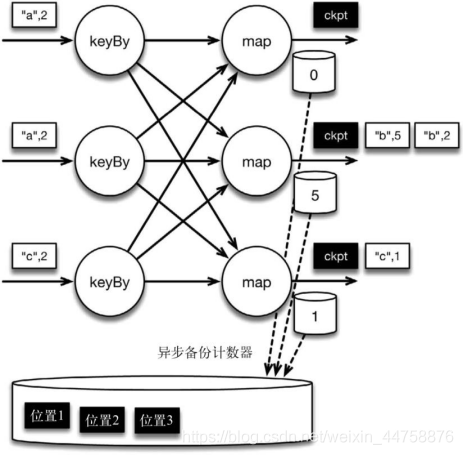 "a",2
keyBy
map
ckpt
0
"a",2
keyBy
map
ckpt
"b",5
"b",2
5
"c",2
keyBy
map
ckpt
"c",1
1
异步备份计数器
位置1
位置2
位置3
https://blog.csdn.net/weixin_44758876